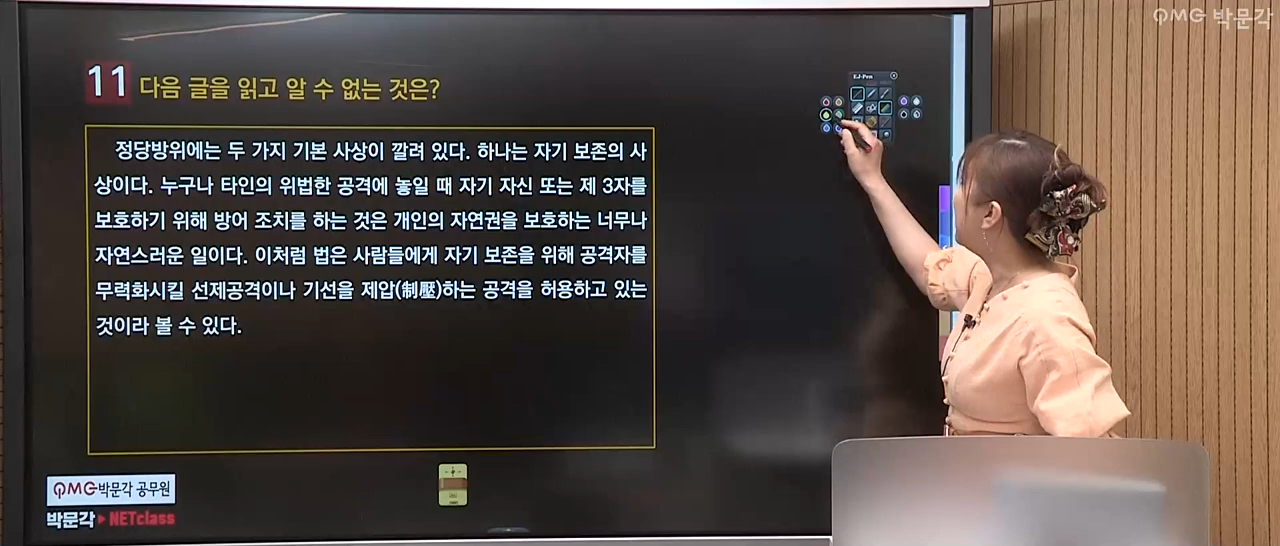 PMG 박문각
11 다음 글을 읽고 알 수 없는 것은?
EJ-Pen
정당방위에는 두 가지 기본 사상이 깔려 있다. 하나는 자기 보존의 사
상이다. 누구나 타인의 위법한 공격에 놓일 때 자기 자신 또는 제 3자를
보호하기 위해 방어 조치를 하는 것은 개인의 자연권을 보호하는 너무나
자연스러운 일이다. 이처럼 법은 사람들에게 자기 보존을 위해 공격자를
무력화시킬 선제공격이나 기선을 제압(制壓)하는 공격을 허용하고 있는
것이라 볼 수 있다.
PMG 박문각 공무원
박문각 ▶ NETclass